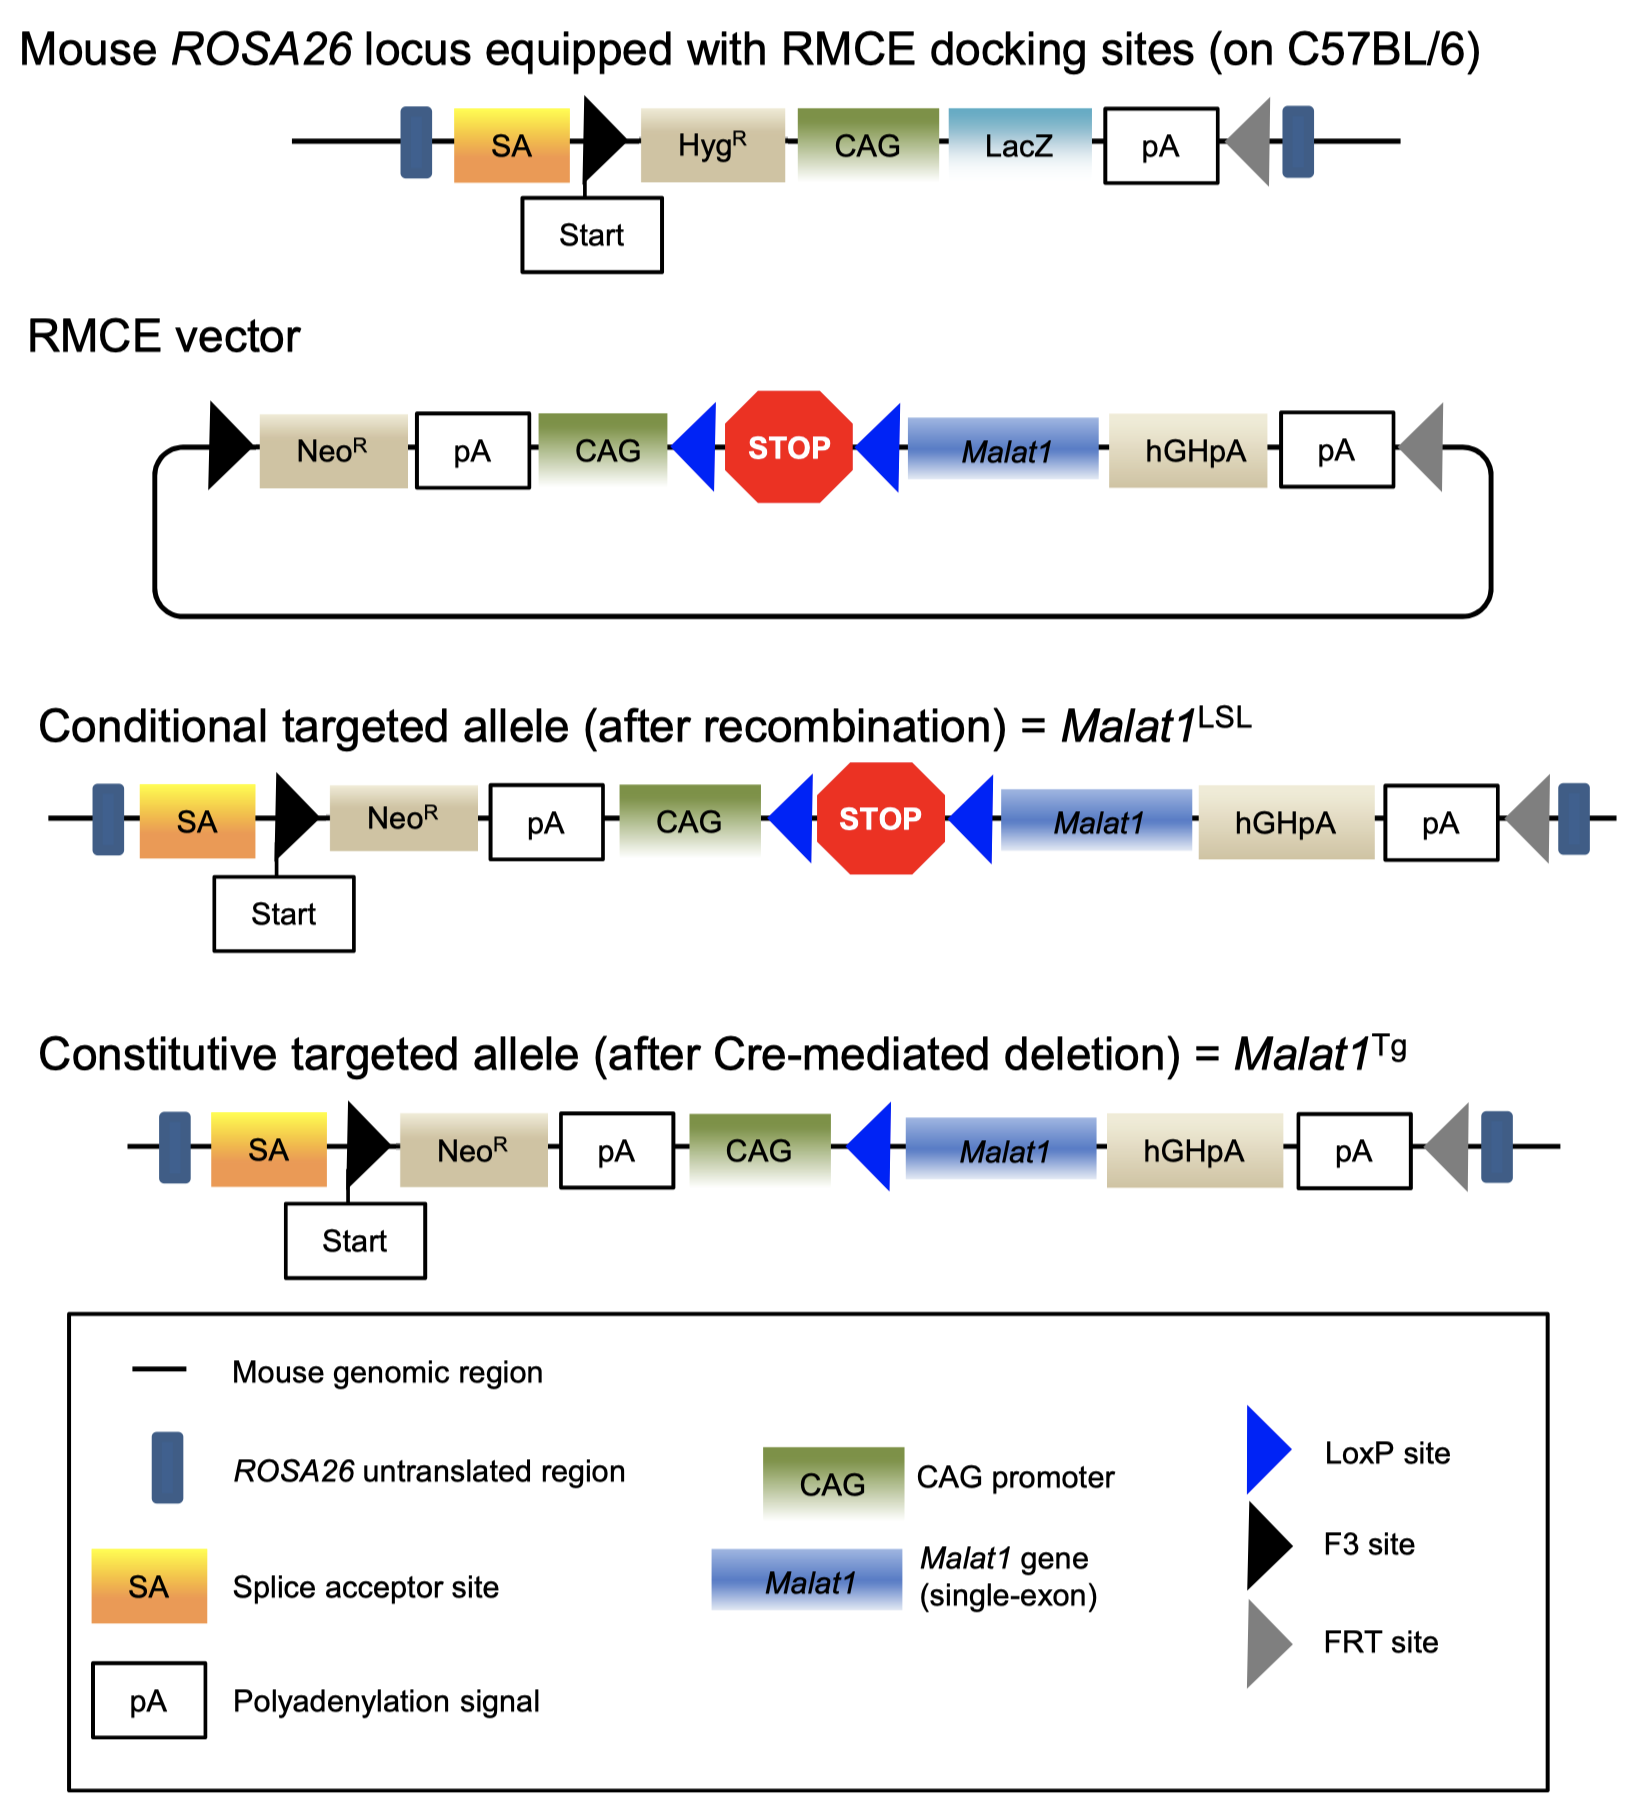 Mouse ROSA26 locus equipped with RMCE docking sites (on C57BL/6)
SA HygR CAG LacZ pA
Start
RMCE vector
NeoR pA CAG STOP Malat1 hGHpA pA
Conditional targeted allele (after recombination) = Malat1LSL
SA NeoR pA CAG STOP Malat1 hGHpA pA
Start
Constitutive targeted allele (after Cre-mediated deletion) = Malat1Tg
SA NeoR pA CAG Malat1 hGHpA pA
Start
Mouse genomic region
ROSA26 untranslated region
SA Splice acceptor site
pA Polyadenylation signal
CAG CAG promoter
Malat1 Malat1 gene
(single-exon)
LoxP site
F3 site
FRT site